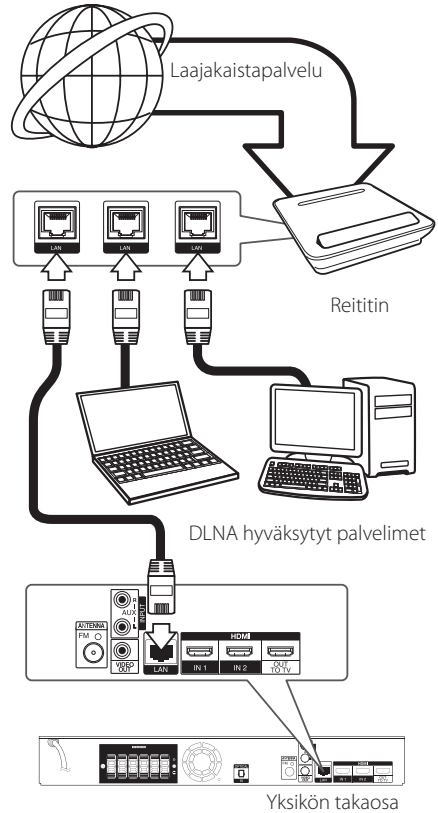 Laajakaistapalvelu
LAN
LAN
LAN
Reititin
DLNA hyväksytyt palvelimet
ANTENNA
FM
R
AUX
L
INPUT
VIDEO
OUT
LAN
HDMI
IN 1
IN 2
OUT
TO TV
Yksikön takaosa